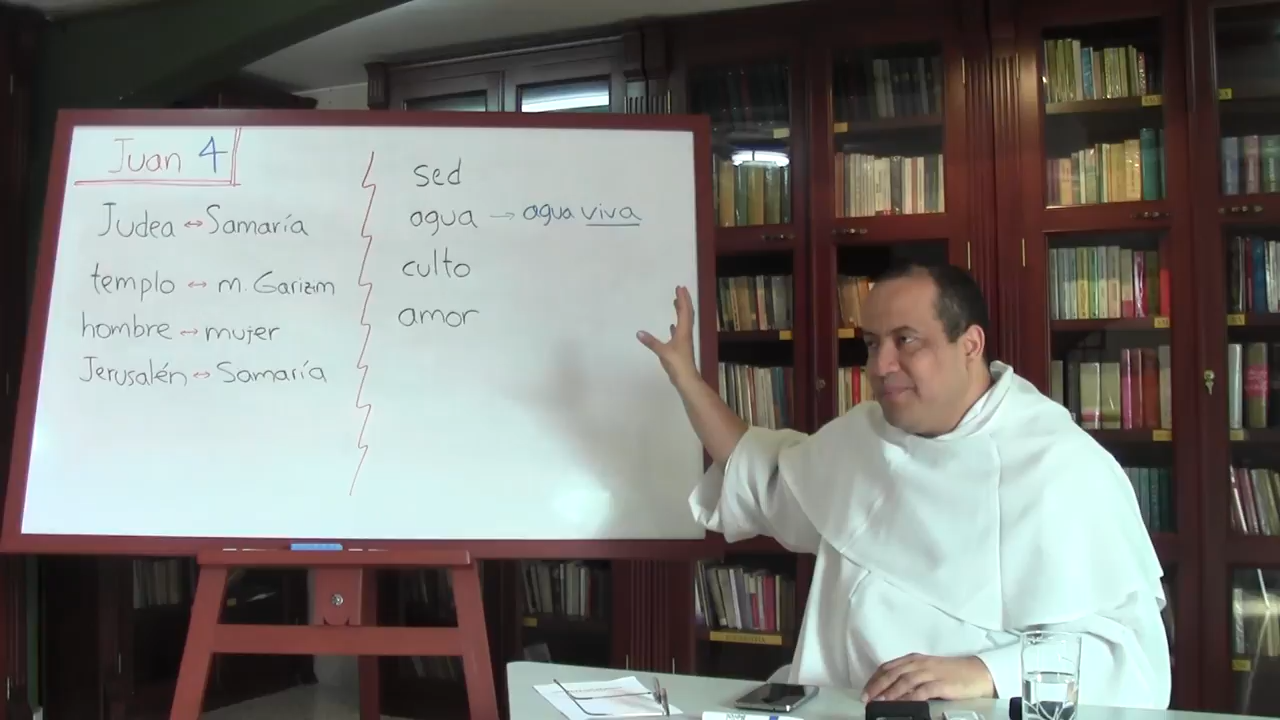 Juan 4
Judea ↔ Samaría
templo ↔ m. Garizim
hombre ↔ mujer
Jerusalén ↔ Samaría
sed
agua → agua viva
culto
amor